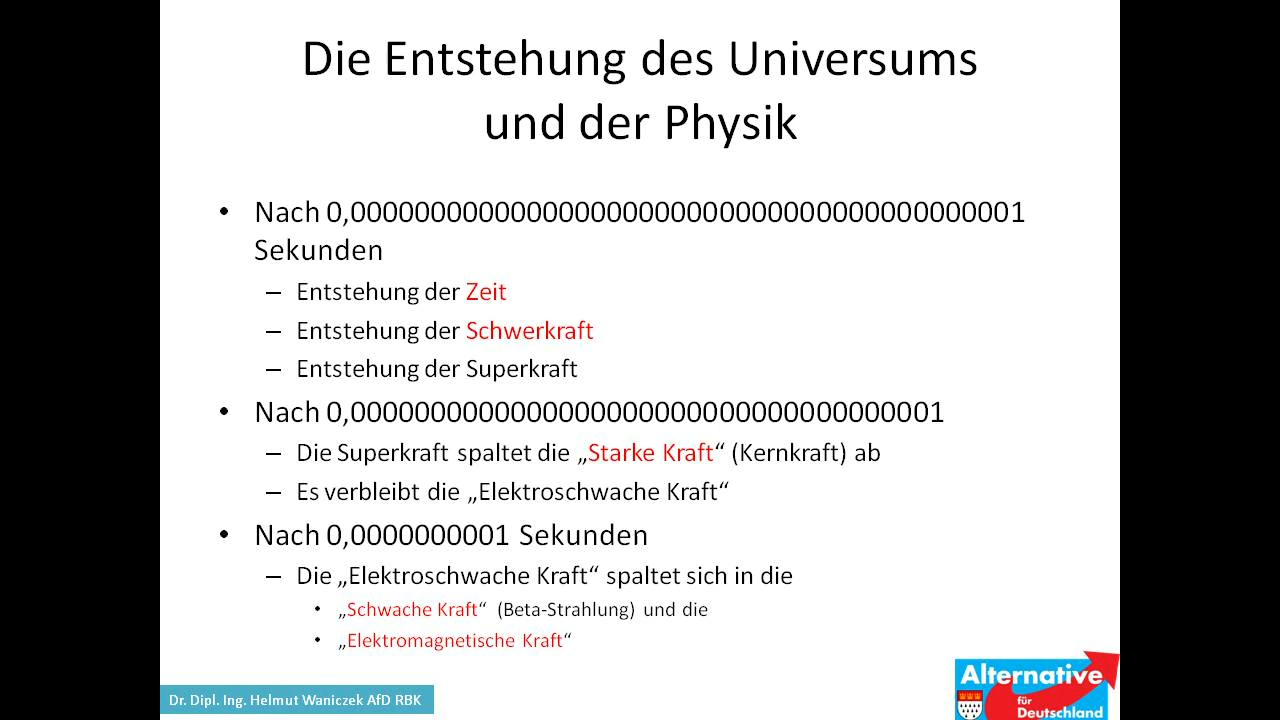 Die Entstehung des Universums
und der Physik
• Nach 0,000000000000000000000000000000000000000001
Sekunden
– Entstehung der Zeit
– Entstehung der Schwerkraft
– Entstehung der Superkraft
• Nach 0,0000000000000000000000000000000000001
– Die Superkraft spaltet die „Starke Kraft“ (Kernkraft) ab
– Es verbleibt die „Elektroschwache Kraft“
• Nach 0,0000000001 Sekunden
– Die „Elektroschwache Kraft“ spaltet sich in die
• „Schwache Kraft“ (Beta-Strahlung) und die
• „Elektromagnetische Kraft“
Dr. Dipl. Ing. Helmut Waniczek AfD RBK
Alternative
für
Deutschland